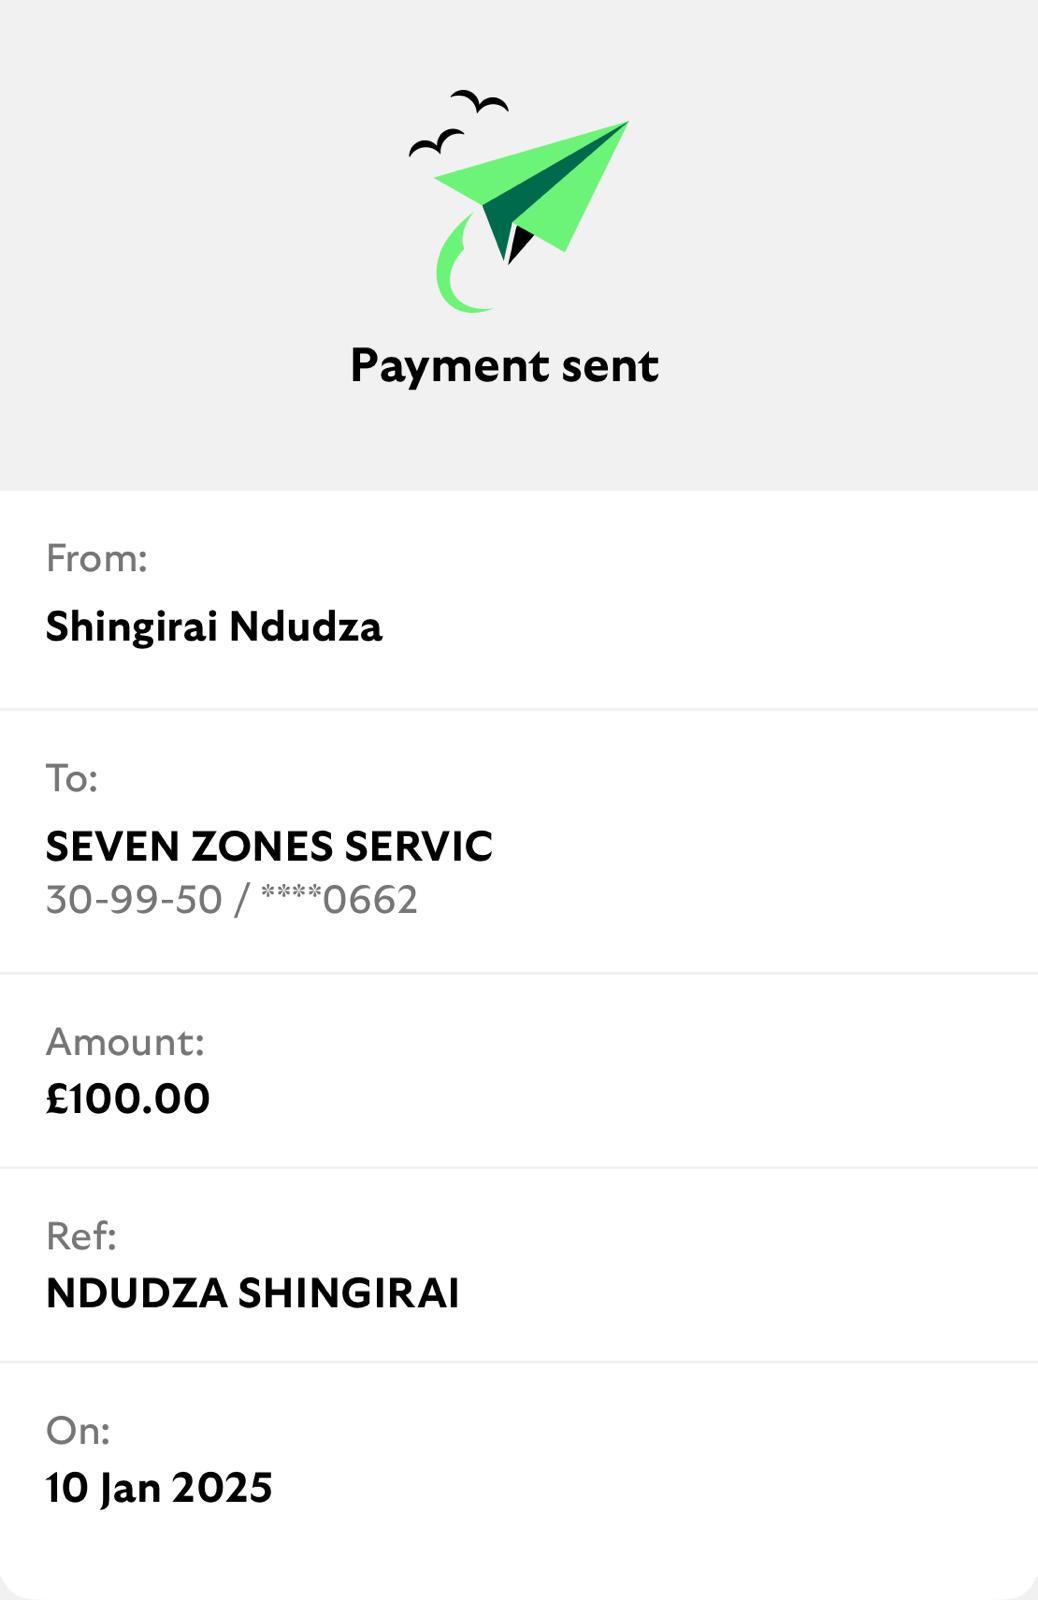 Payment sent
From:
Shingirai Ndudza
To:
SEVEN ZONES SERVIC
30-99-50 / ****0662
Amount:
£100.00
Ref:
NDUDZA SHINGIRAI
On:
10 Jan 2025